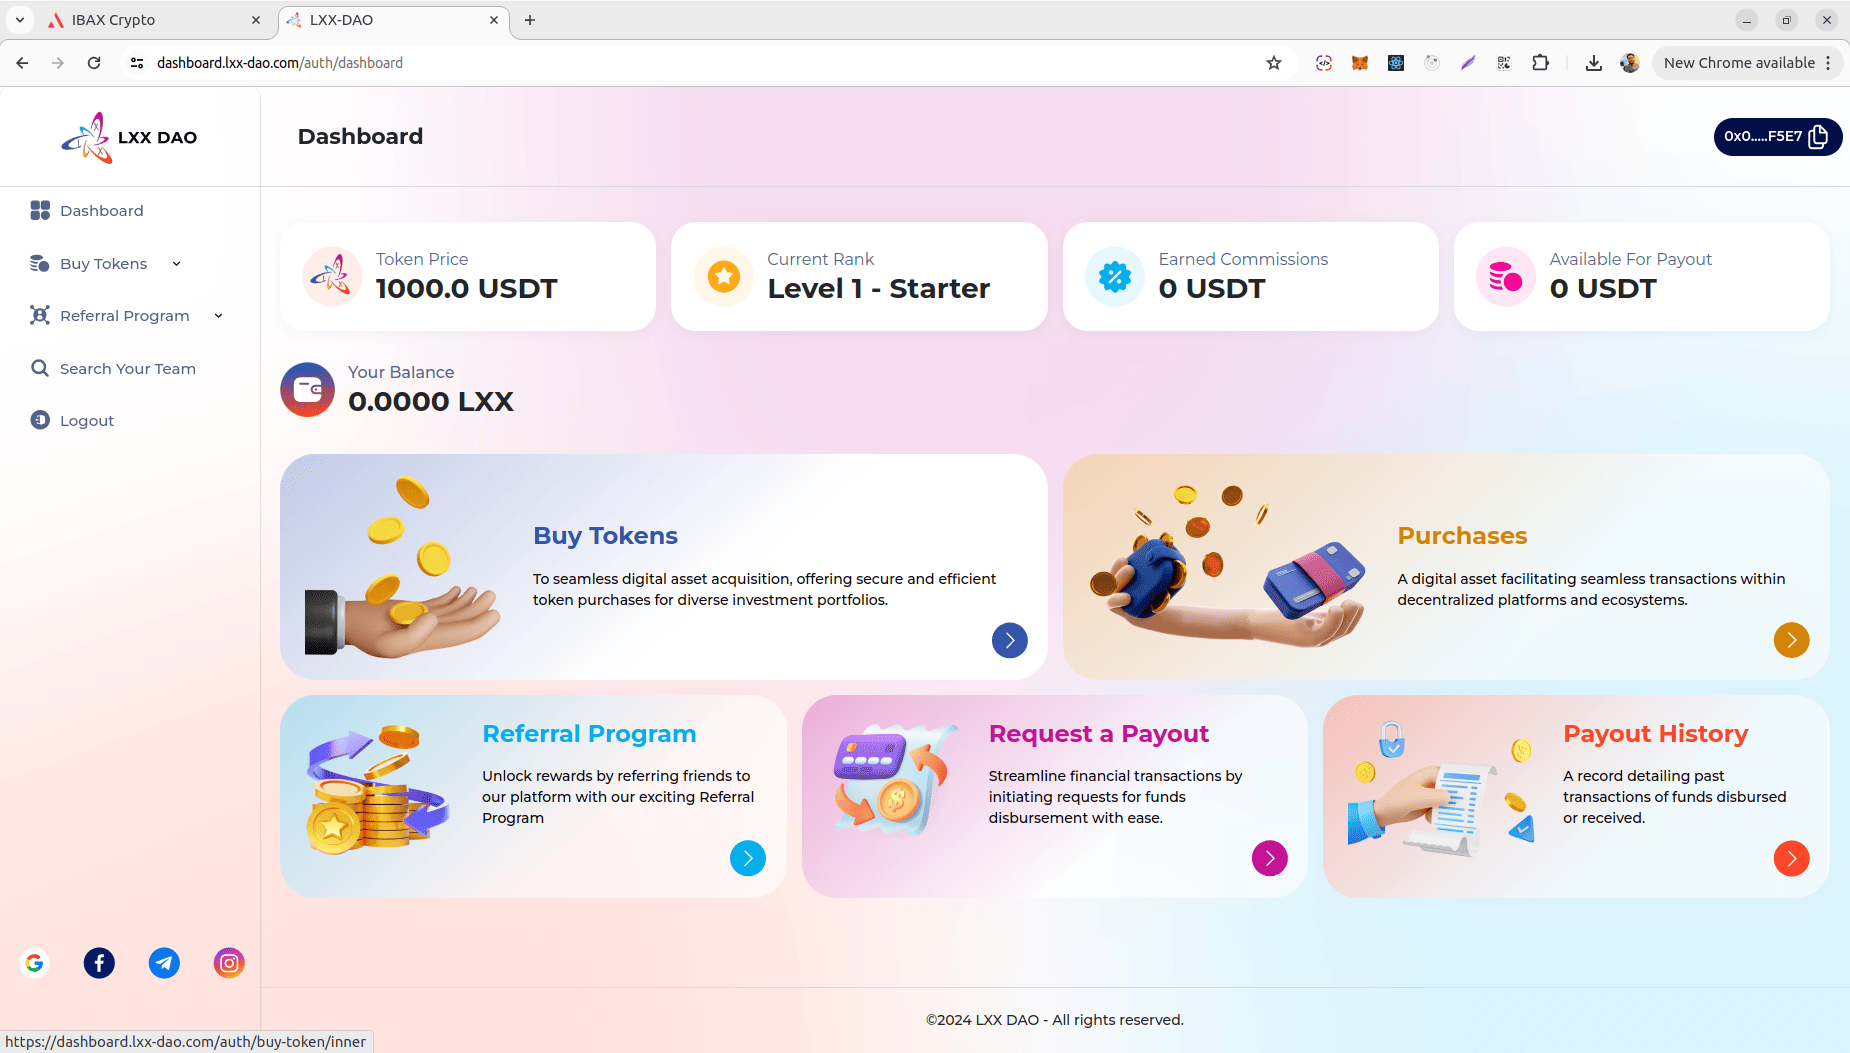 IBAX Crypto
LXX-DAO
dashboard.lxx-dao.com/auth/dashboard
New Chrome available
LXX DAO
Dashboard
0x0.....F5E7
Dashboard
Buy Tokens
Referral Program
Search Your Team
Logout
Token Price
1000.0 USDT
Current Rank
Level 1 - Starter
Earned Commissions
0 USDT
Available For Payout
0 USDT
Your Balance
0.0000 LXX
Buy Tokens
To seamless digital asset acquisition, offering secure and efficient
token purchases for diverse investment portfolios.
Purchases
A digital asset facilitating seamless transactions within
decentralized platforms and ecosystems.
Referral Program
Unlock rewards by referring friends to
our platform with our exciting Referral
Program
Request a Payout
Streamline financial transactions by
initiating requests for funds
disbursement with ease.
Payout History
A record detailing past
transactions of funds disbursed
or received.
©2024 LXX DAO - All rights reserved.
https://dashboard.lxx-dao.com/auth/buy-token/inner